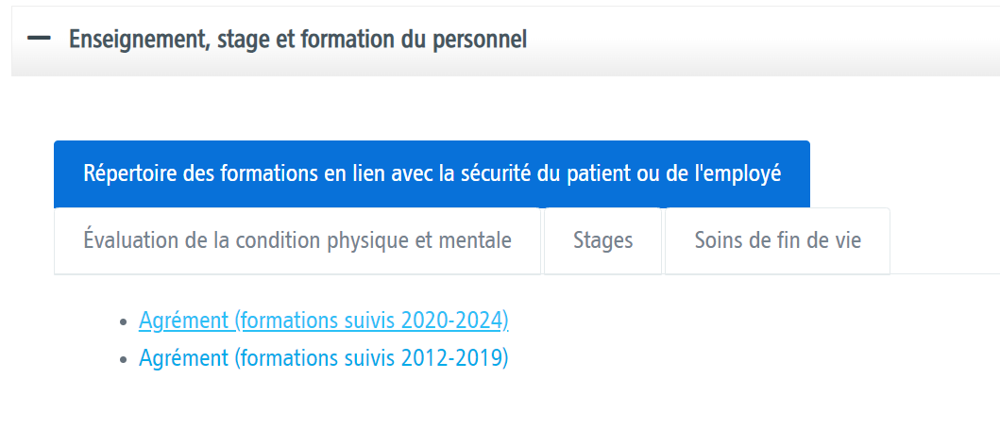 Enseignement, stage et formation du personnel
Répertoire des formations en lien avec la sécurité du patient ou de l'employé
Évaluation de la condition physique et mentale
Stages
Soins de fin de vie
Agrément (formations suivis 2020-2024)
Agrément (formations suivis 2012-2019)